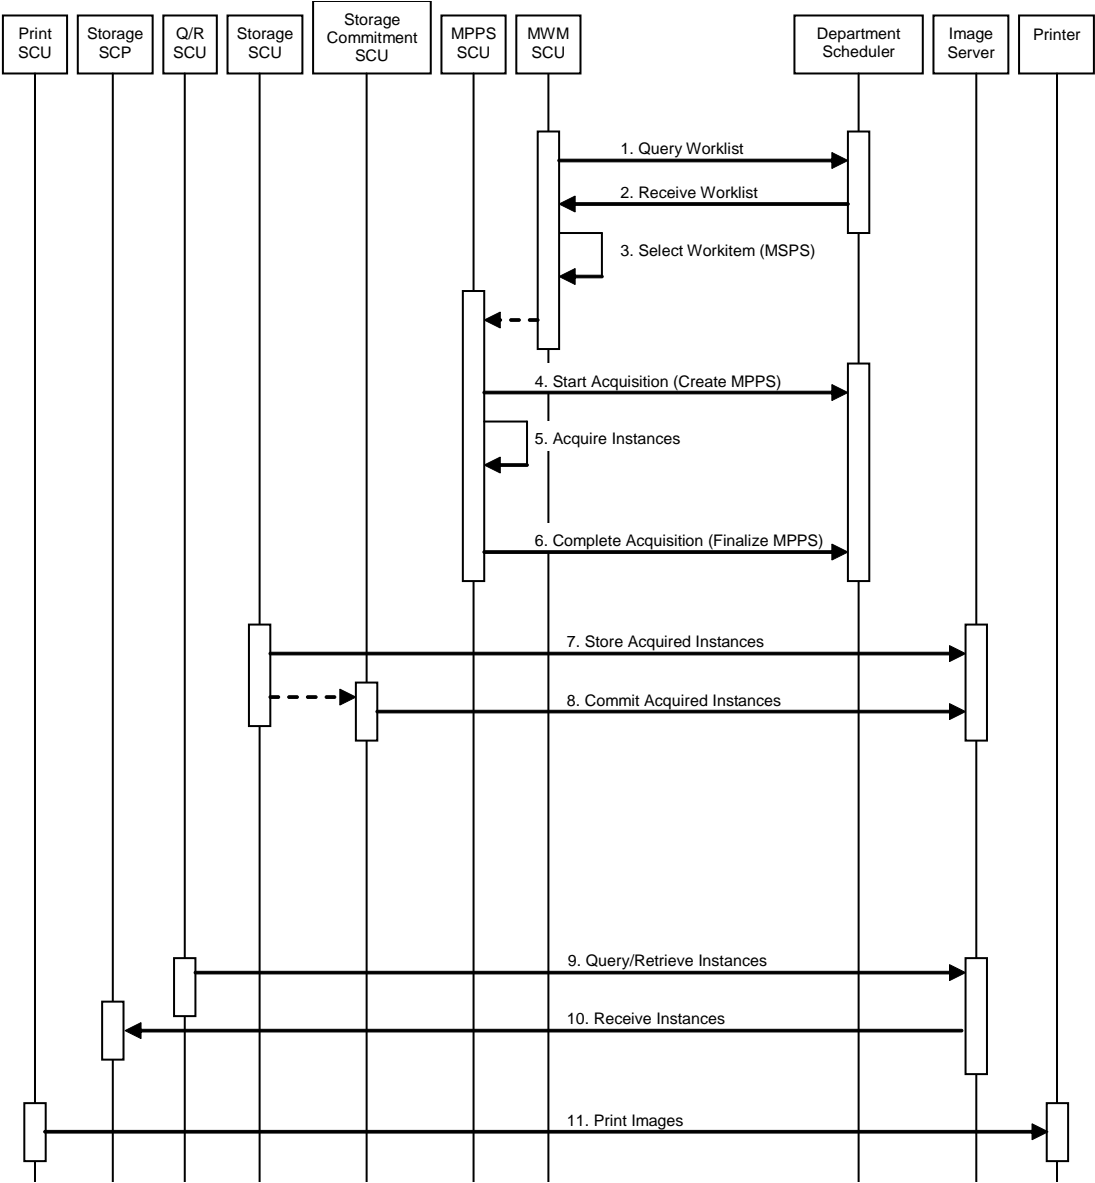 Print
SCU
Storage
SCP
Q/R
SCU
Storage
SCU
Storage
Commitment
SCU
MPPS
SCU
MWM
SCU
Department
Scheduler
Image
Server
Printer
1. Query Worklist
2. Receive Worklist
3. Select Workitem (MSPS)
4. Start Acquisition (Create MPPS)
5. Acquire Instances
6. Complete Acquisition (Finalize MPPS)
7. Store Acquired Instances
8. Commit Acquired Instances
9. Query/Retrieve Instances
10. Receive Instances
11. Print Images